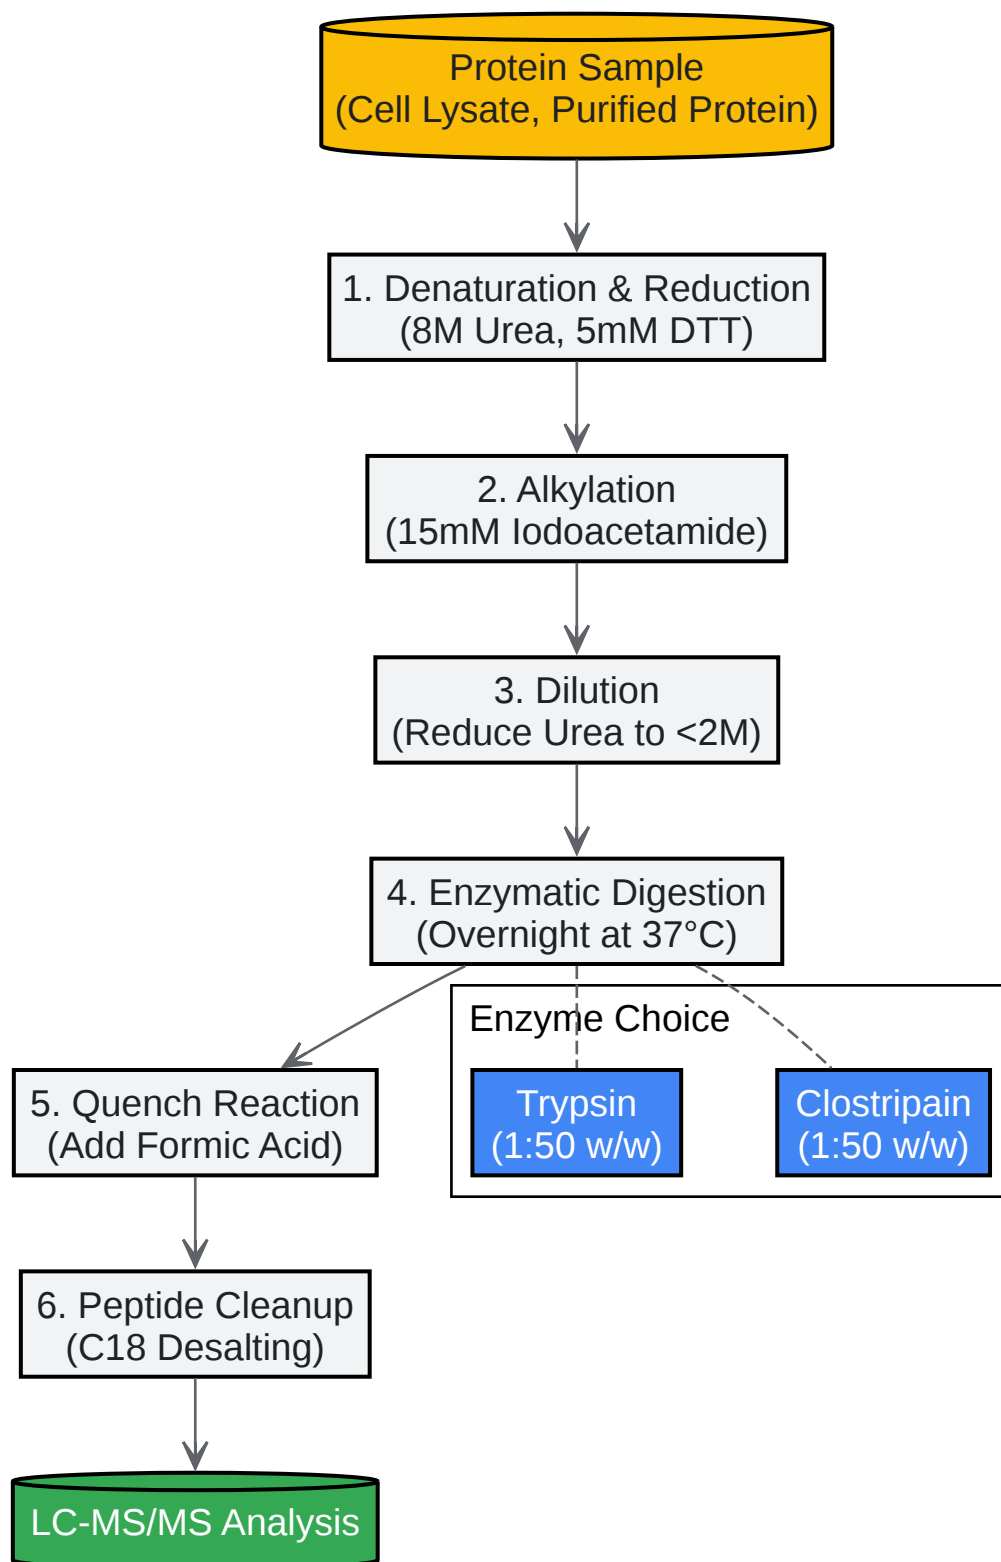 Protein Sample
(Cell Lysate, Purified Protein)
1. Denaturation & Reduction
(8M Urea, 5mM DTT)
2. Alkylation
(15mM Iodoacetamide)
3. Dilution
(Reduce Urea to <2M)
4. Enzymatic Digestion
(Overnight at 37°C)
Enzyme Choice
Trypsin
(1:50 w/w)
Clostripain
(1:50 w/w)
5. Quench Reaction
(Add Formic Acid)
6. Peptide Cleanup
(C18 Desalting)
LC-MS/MS Analysis